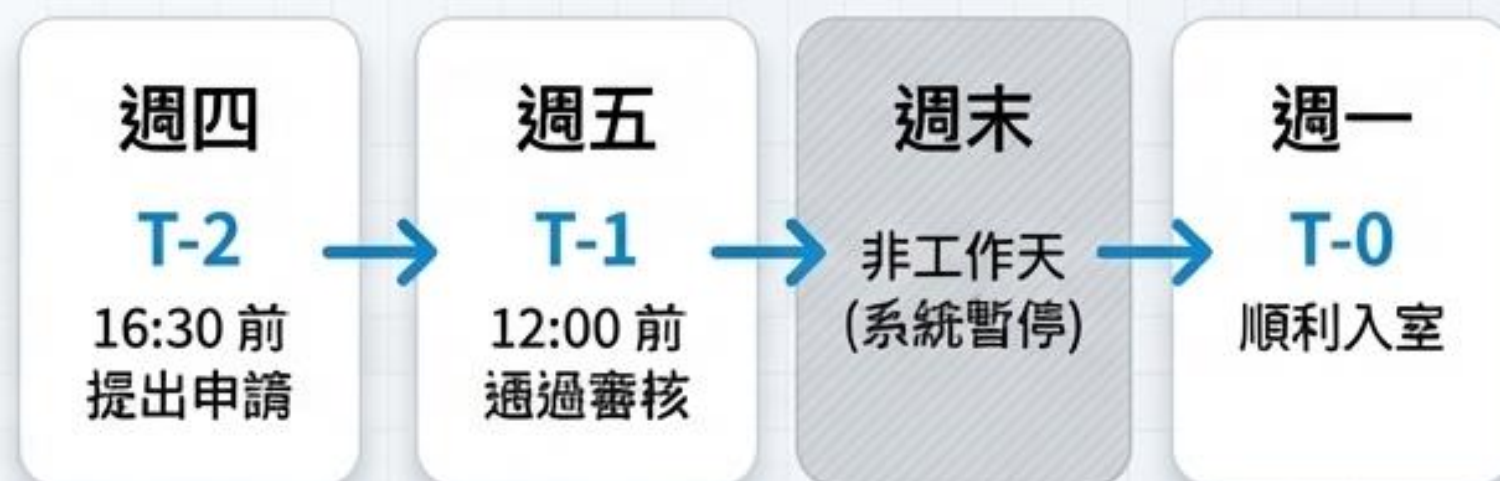 週四
T-2
16:30 前
提出申請
週五
T-1
12:00 前
通過審核
週末
非工作天
(系統暫停)
週一
T-0
順利入室